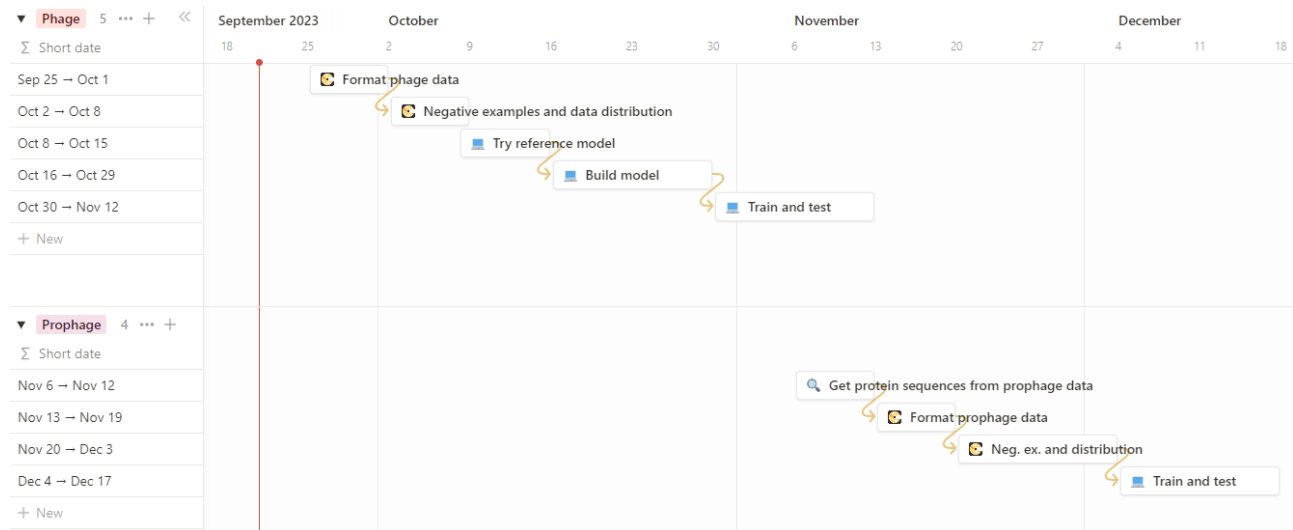 ▼ Phage 5 ••• + «
September 2023 October November December
Σ Short date
18 25 2 9 16 23 30 6 13 20 27 4 11 18
Sep 25 → Oct 1 Format phage data
Oct 2 → Oct 8 Negative examples and data distribution
Oct 8 → Oct 15 Try reference model
Oct 16 → Oct 29 Build model
Oct 30 → Nov 12 Train and test
+ New
▼ Prophage 4 ••• +
Σ Short date
Nov 6 → Nov 12 Get protein sequences from prophage data
Nov 13 → Nov 19 Format prophage data
Nov 20 → Dec 3 Neg. ex. and distribution
Dec 4 → Dec 17 Train and test
+ New